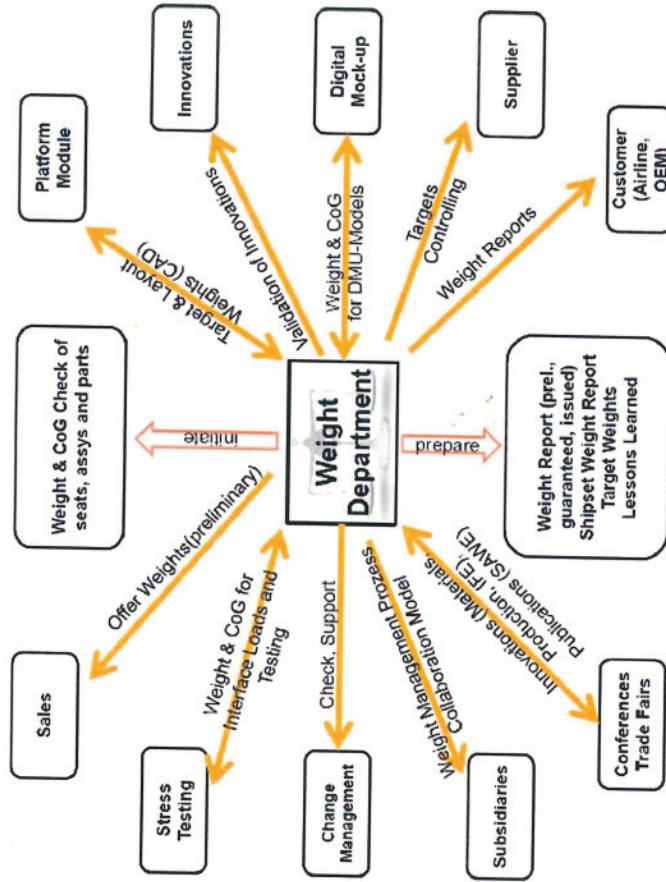 Sales
Weight & CoG Check of
seats, assys and parts
Platform
Module
Offer Weights(preliminary)
initiate
Target & Layout
Weights (CAD)
Innovations
Validation of Innovations
Stress
Testing
Weight & CoG for
Interface Loads and
Testing
Weight
Department
Weight & CoG
for DMU-Models
Digital
Mock-up
Change
Management
Check, Support
Targets
Controlling
Supplier
Subsidiaries
Weight Management Process
Collaboration Model
prepare
Weight Reports
Conferences
Trade Fairs
Innovations (Materials,
Production, IFE),
Publications (SAWE)
Weight Report (prel.,
guaranteed, issued)
Shipset Weight Report
Target Weights
Lessons Learned
Customer
(Airline,
OEM)